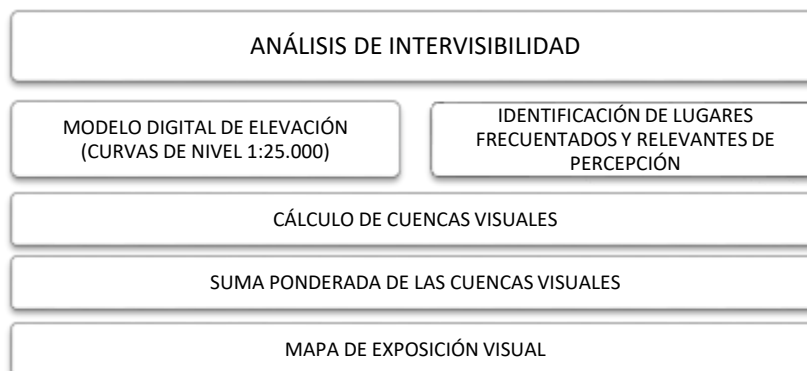 ANÁLISIS DE INTERVISIBILIDAD
MODELO DIGITAL DE ELEVACIÓN
(CURVAS DE NIVEL 1:25.000)
IDENTIFICACIÓN DE LUGARES
FRECUENTADOS Y RELEVANTES DE
PERCEPCIÓN
CÁLCULO DE CUENCAS VISUALES
SUMA PONDERADA DE LAS CUENCAS VISUALES
MAPA DE EXPOSICIÓN VISUAL